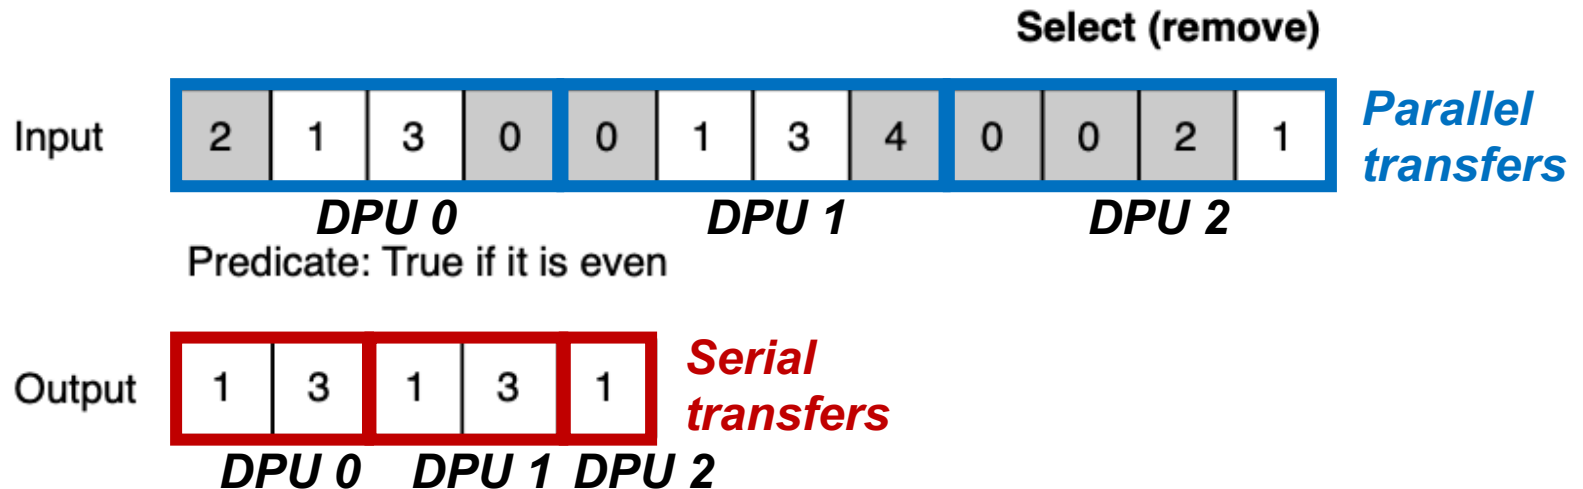 Select (remove)
Input 2 1 3 0 0 1 3 4 0 0 2 1 Parallel transfers
DPU 0 DPU 1 DPU 2
Predicate: True if it is even
Output 1 3 1 3 1 Serial transfers
DPU 0 DPU 1 DPU 2